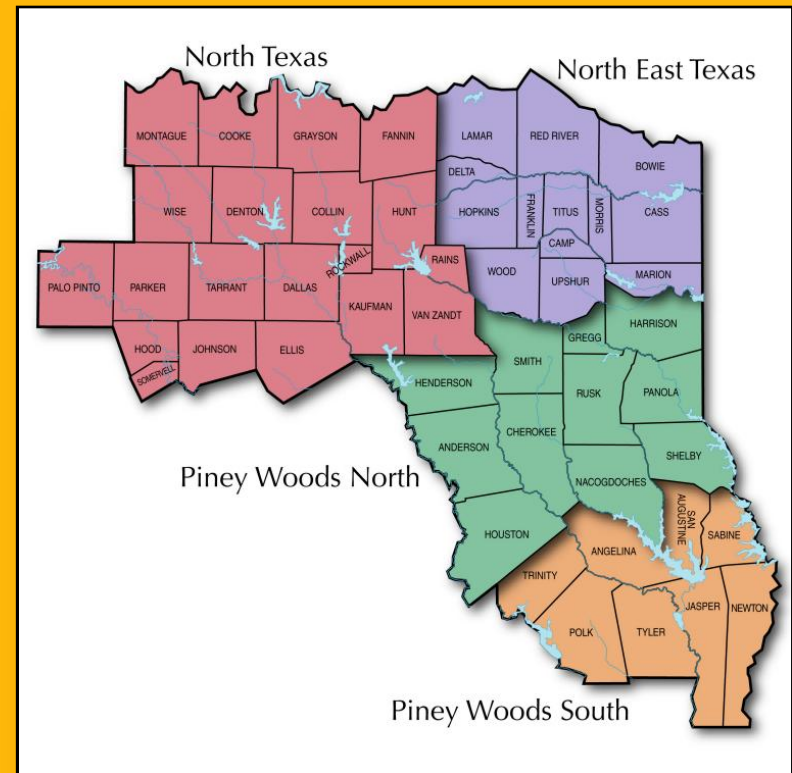 North Texas
North East Texas
MONTAGUE
COOKE
GRAYSON
FANNIN
LAMAR
RED RIVER
BOWIE
DELTA
WISE
DENTON
COLLIN
HUNT
HOPKINS
FRANKLIN
TITUS
MORRIS
CASS
CAMP
ROCKWALL
RAINS
WOOD
UPSHUR
MARION
PALO PINTO
PARKER
TARRANT
DALLAS
KAUFMAN
VAN ZANDT
GREGG
HARRISON
HOOD
JOHNSON
ELLIS
SMITH
SOMERVELL
HENDERSON
RUSK
PANOLA
CHEROKEE
ANDERSON
SHELBY
Piney Woods North
NACOGDOCHES
SAN
AUGUSTINE
HOUSTON
ANGELINA
SABINE
TRINITY
JASPER
NEWTON
POLK
TYLER
Piney Woods South